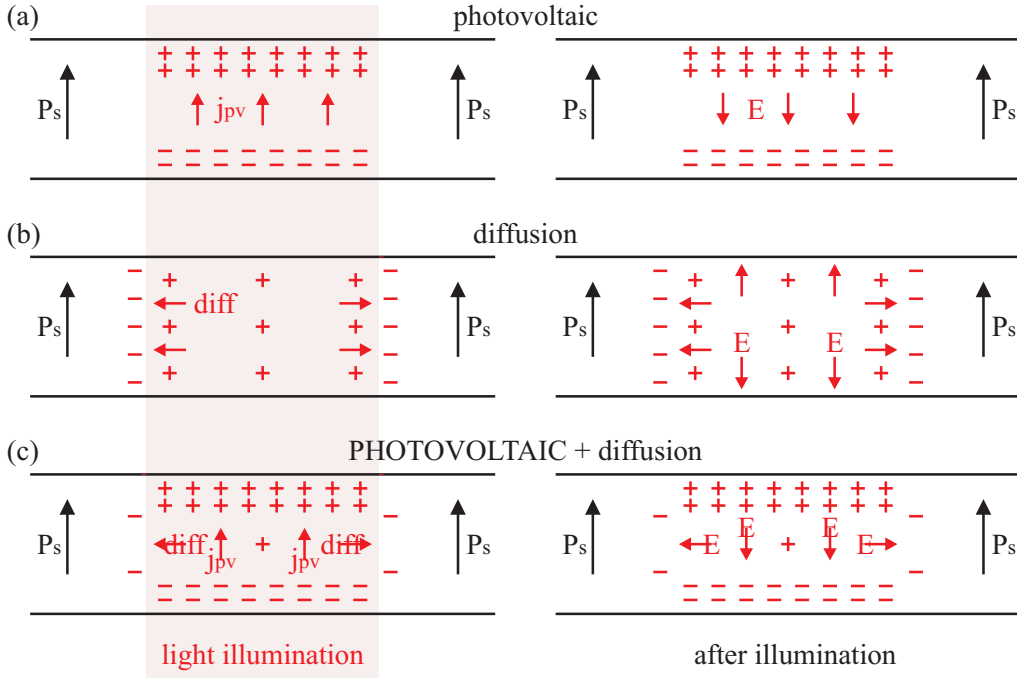 (a) photovoltaic
+ + + + + + + + + + + + + + + +
+ + + + + + + + + + + + + + + +
Ps jpv Ps Ps E Ps
− − − − − − − − − − − − − − − −
− − − − − − − − − − − − − − − −
(b) diffusion
− − − −
+ + + + + +
− diff − − −
Ps + + + Ps Ps + + + Ps
− − − E E −
+ + + + + +
− − − −
(c) PHOTOVOLTAIC + diffusion
+ + + + + + + + + + + + + + + +
+ + + + + + + + + + + + + + + +
− − − E E −
Ps diff jpv + jpv diff Ps Ps E + E Ps
− − − −
− − − − − − − − − − − − − − − −
− − − − − − − − − − − − − − − −
light illumination after illumination